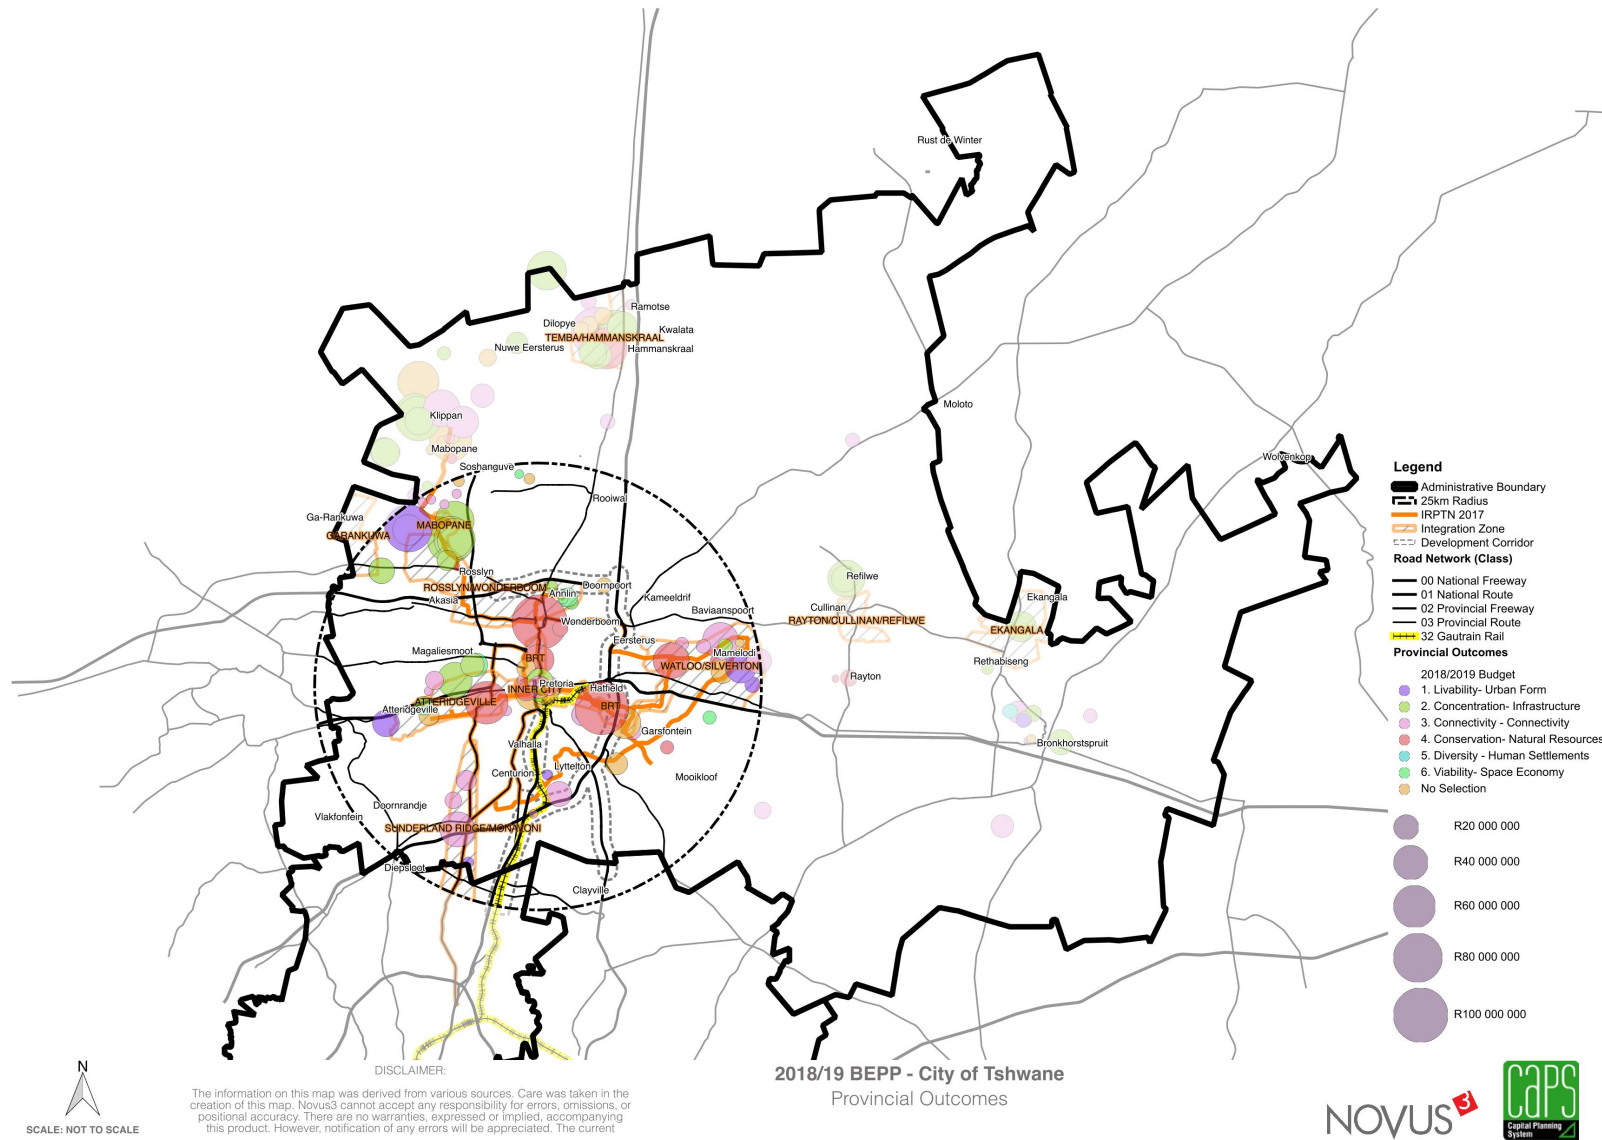 Rust de Winter
Ramotse
Dilopye
Kwalata
TEMBA/HAMMANSKRAAL
Nuwe Eersterus
Hammanskraal
Moloto
Klippan
Mabopane
Wolvenkop
Soshanguve
Rooiwal
Ga-Rankuwa
MABOPANE
GARANKUWA
Rosslyn
Refilwe
ROSSLYN/WONDERBOOM
Doornpoort
Annlin
Akasia
Kameeldrif
Ekangala
Cullinan
Baviaanspoort
RAYTON/CULLINAN/REFILWE
Wonderboom
EKANGALA
Eersterus
Magaliesmoot
Mamelodi
BRT
WATLOO/SILVERTON
Rethabiseng
Rayton
Pretoria
INNER CITY
Hatfield
ATTERIDGEVILLE
BRT
Atteridgeville
Garsfontein
Valhalla
Bronkhorstspruit
Lyttelton
Centurion
Mooikloof
Doornrandje
Vlakfonfein
SUNDERLAND RIDGE/MONAVONI
Diepsloot
Clayville
Legend
Administrative Boundary
25km Radius
IRPTN 2017
Integration Zone
Development Corridor
Road Network (Class)
00 National Freeway
01 National Route
02 Provincial Freeway
03 Provincial Route
32 Gautrain Rail
Provincial Outcomes
2018/2019 Budget
1. Livability- Urban Form
2. Concentration- Infrastructure
3. Connectivity - Connectivity
4. Conservation- Natural Resources
5. Diversity - Human Settlements
6. Viability- Space Economy
No Selection
R20 000 000
R40 000 000
R60 000 000
R80 000 000
R100 000 000
N
SCALE: NOT TO SCALE
DISCLAIMER:
The information on this map was derived from various sources. Care was taken in the
creation of this map. Novus3 cannot accept any responsibility for errors, omissions, or
positional accuracy. There are no warranties, expressed or implied, accompanying
this product. However, notification of any errors will be appreciated. The current
2018/19 BEPP - City of Tshwane
Provincial Outcomes
NOVUS3
CaPS
Capital Planning
System